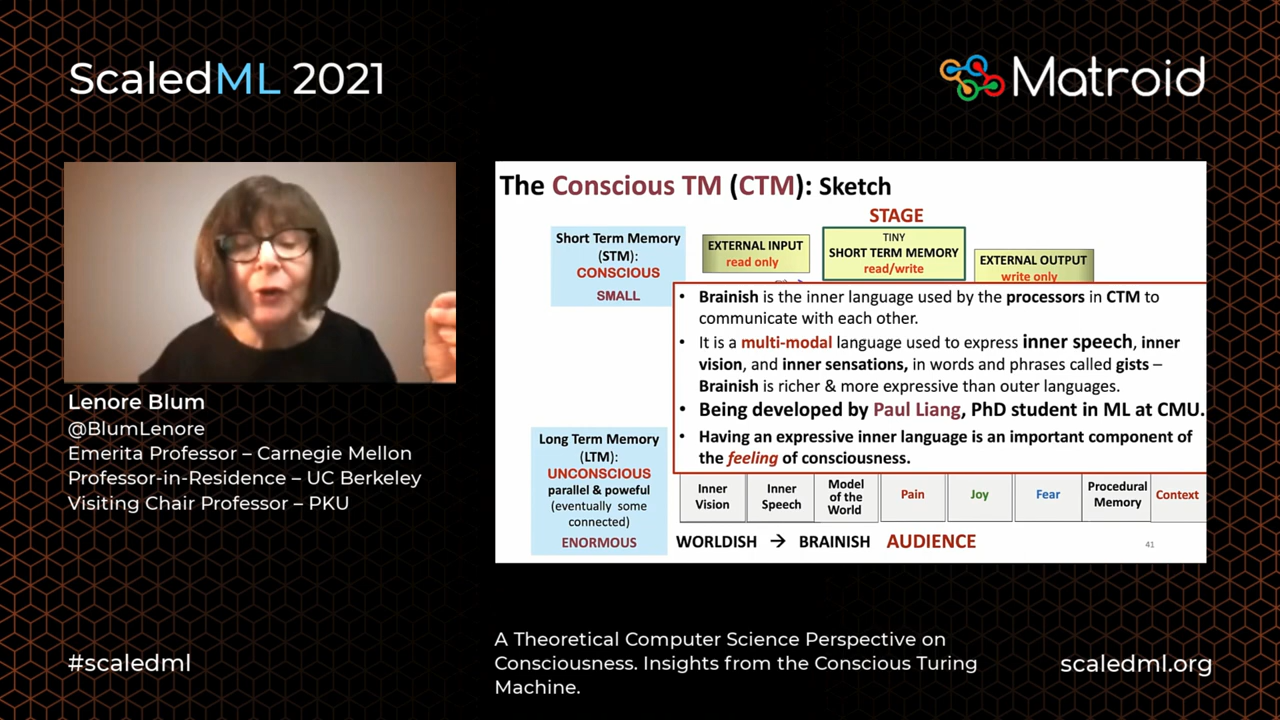 ScaledML 2021
Matroid
The Conscious TM (CTM): Sketch
STAGE
Short Term Memory
(STM):
CONSCIOUS
SMALL
EXTERNAL INPUT
read only
TINY
SHORT TERM MEMORY
read/write
EXTERNAL OUTPUT
write only
• Brainish is the inner language used by the processors in CTM to
communicate with each other.
• It is a multi-modal language used to express inner speech, inner
vision, and inner sensations, in words and phrases called gists –
Brainish is richer & more expressive than outer languages.
• Being developed by Paul Liang, PhD student in ML at CMU.
• Having an expressive inner language is an important component of
the feeling of consciousness.
Long Term Memory
(LTM):
UNCONSCIOUS
parallel & poweful
(eventually some
connected)
ENORMOUS
Inner
Vision
Inner
Speech
Model
of the
World
Pain
Joy
Fear
Procedural
Memory
Context
WORLDISH → BRAINISH AUDIENCE
41
Lenore Blum
@BlumLenore
Emerita Professor – Carnegie Mellon
Professor-in-Residence – UC Berkeley
Visiting Chair Professor – PKU
#scaledml
A Theoretical Computer Science Perspective on
Consciousness. Insights from the Conscious Turing
Machine.
scaledml.org